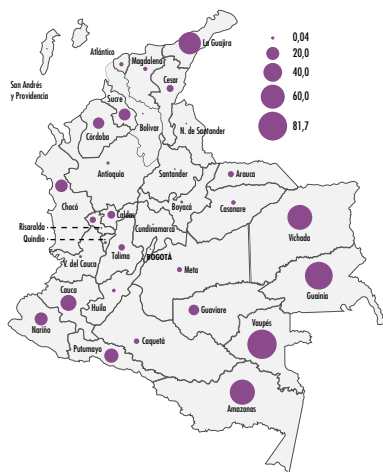 La Guajira
0,04
20,0
40,0
60,0
81,7
Atlántico
Magdalena
Cesar
San Andrés
y Providencia
Sucre
Córdoba
Bolívar
N. de Santander
Antioquia
Santander
Arauca
Chocó
Boyacá
Casanare
Risaralda
Caldas
Cundinamarca
Vichada
Quindio
BOGOTÁ
V. del Cauca
Tolima
Meta
Guainía
Cauca
Huila
Guaviare
Nariño
Vaupés
Putumayo
Caquetá
Amazonas